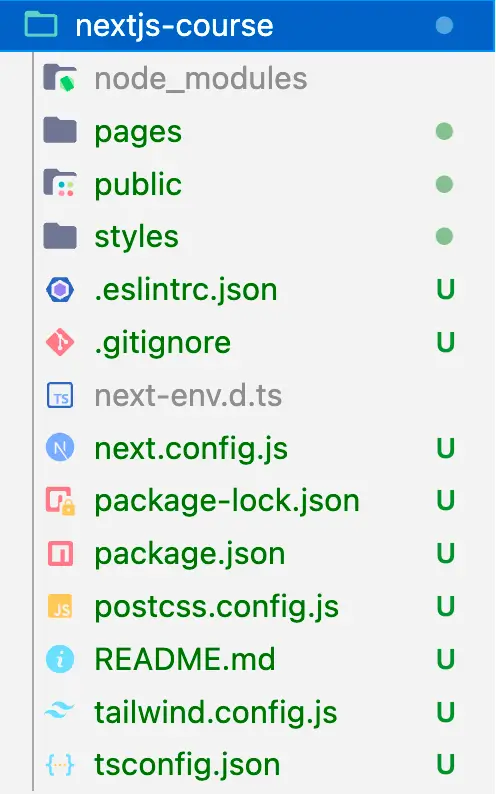 nextjs-course
node_modules
pages
public
styles
.eslintrc.json U
.gitignore U
TS next-env.d.ts
N next.config.js U
package-lock.json U
package.json U
JS postcss.config.js U
i README.md U
tailwind.config.js U
{...} tsconfig.json U